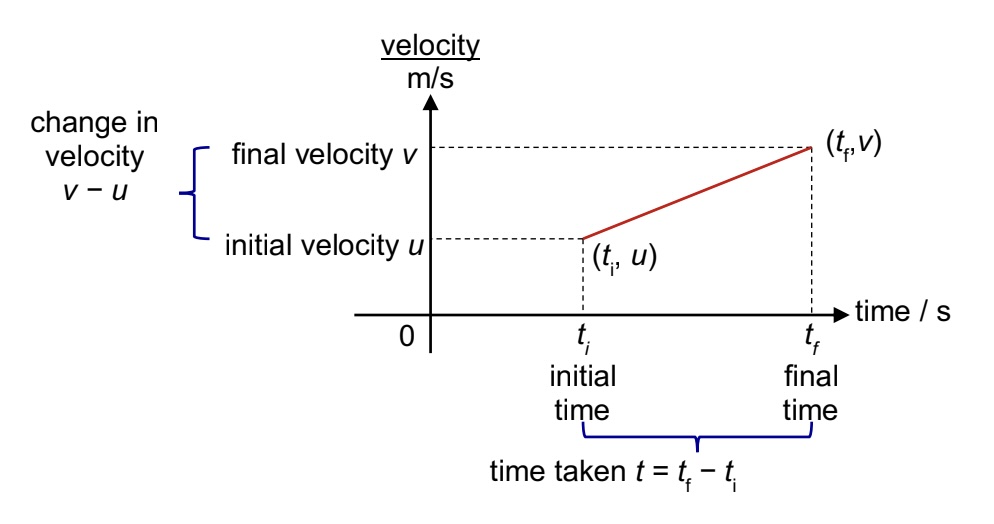 velocity
m/s
change in
velocity
v − u
final velocity v
(t_f, v)
initial velocity u
(t_i, u)
time / s
0
t_i
t_f
initial
time
final
time
time taken t = t_f − t_i